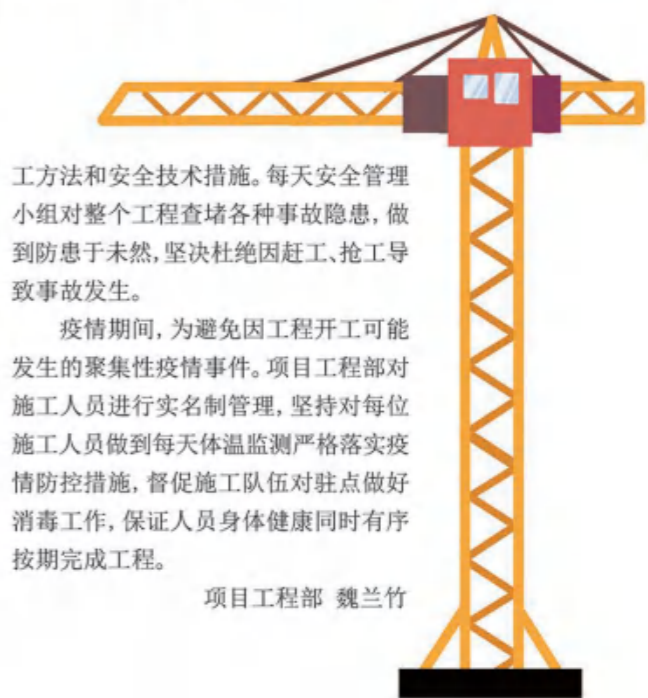 工方法和安全技术措施。每天安全管理
小组对整个工程查堵各种事故隐患，做
到防患于未然，坚决杜绝因赶工、抢工导
致事故发生。
疫情期间，为避免因工程开工可能
发生的聚集性疫情事件。项目工程部对
施工人员进行实名制管理，坚持对每位
施工人员做到每天体温监测严格落实疫
情防控措施，督促施工队伍对驻点做好
消毒工作，保证人员身体健康同时有序
按期完成工程。
项目工程部 魏兰竹